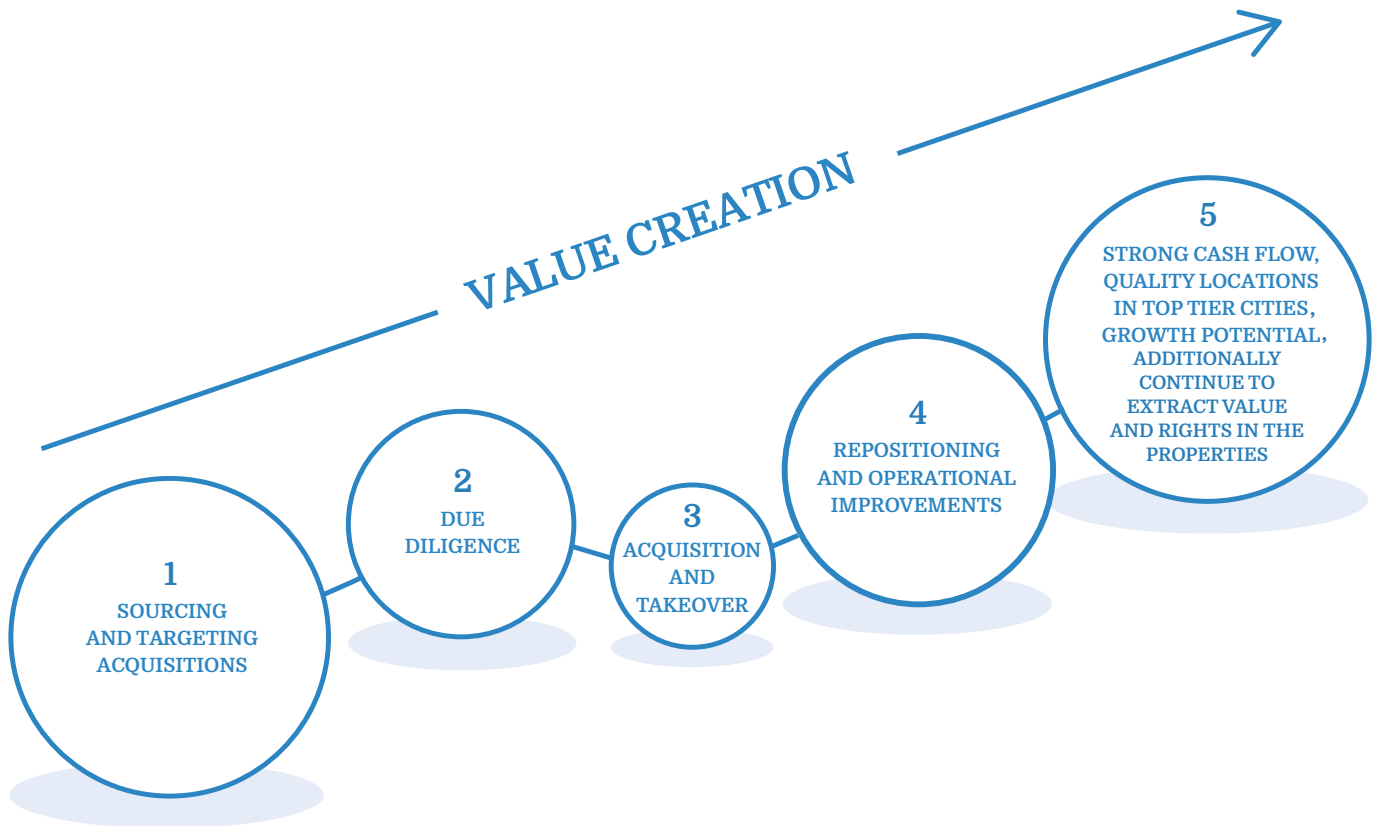 VALUE CREATION
1
SOURCING
AND TARGETING
ACQUISITIONS
2
DUE
DILIGENCE
3
ACQUISITION
AND
TAKEOVER
4
REPOSITIONING
AND OPERATIONAL
IMPROVEMENTS
5
STRONG CASH FLOW,
QUALITY LOCATIONS
IN TOP TIER CITIES,
GROWTH POTENTIAL,
ADDITIONALLY
CONTINUE TO
EXTRACT VALUE
AND RIGHTS IN THE
PROPERTIES